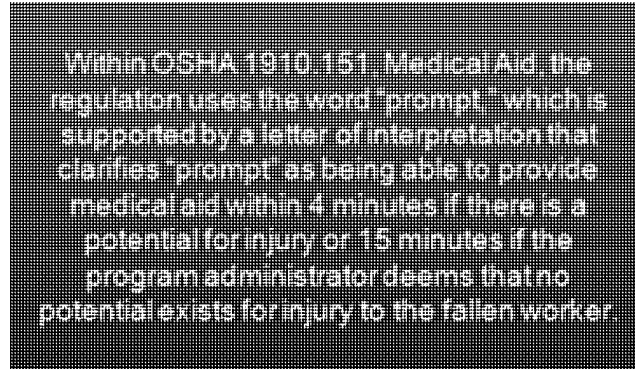 Within OSHA 1910.151, Medical Aid, the
regulation uses the word "prompt," which is
supported by a letter of interpretation that
clarifies "prompt" as being able to provide
medical aid within 4 minutes if there is a
potential for injury or 15 minutes if the
program administrator deems that no
potential exists for injury to the fallen worker.